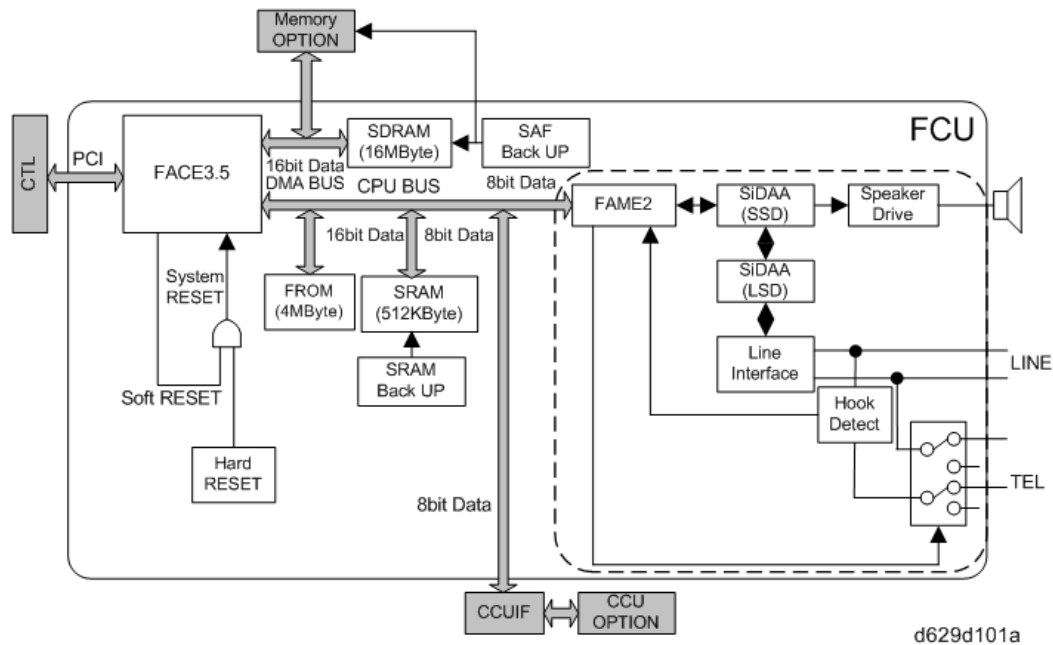 Memory
OPTION
FCU
CTL
PCI
FACE3.5
SDRAM
(16MByte)
SAF
Back UP
16bit Data
DMA BUS
CPU BUS
8bit Data
FAME2
SiDAA
(SSD)
Speaker
Drive
16bit Data
8bit Data
System
RESET
FROM
(4MByte)
SRAM
(512KByte)
SiDAA
(LSD)
SRAM
Back UP
Line
Interface
LINE
Soft RESET
Hook
Detect
Hard
RESET
TEL
8bit Data
CCUIF
CCU
OPTION
d629d101a